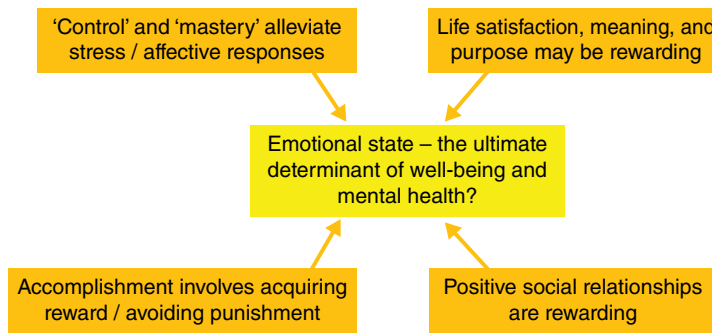 ‘Control’ and ‘mastery’ alleviate
stress / affective responses
Life satisfaction, meaning, and
purpose may be rewarding
Emotional state – the ultimate
determinant of well-being and
mental health?
Accomplishment involves acquiring
reward / avoiding punishment
Positive social relationships
are rewarding